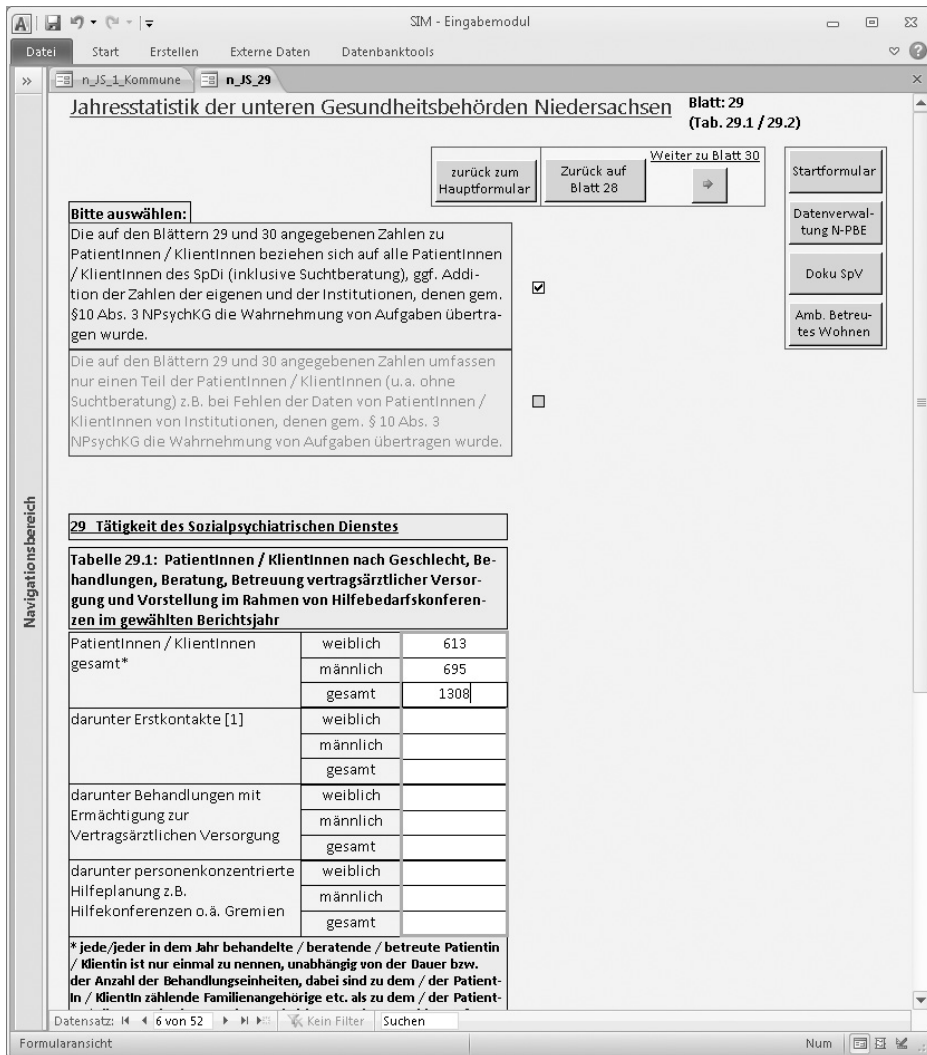 SIM - Eingabemodul
Datei Start Erstellen Externe Daten Datenbanktools
n_JS_1_Kommune n_JS_29
Jahresstatistik der unteren Gesundheitsbehörden Niedersachsen
Blatt: 29
(Tab. 29.1 / 29.2)
zurück zum
Hauptformular
Zurück auf
Blatt 28
Weiter zu Blatt 30
Startformular
Datenverwal-
tung N-PBE
Doku SpV
Amb. Betreu-
tes Wohnen
Bitte auswählen:
Die auf den Blättern 29 und 30 angegebenen Zahlen zu
PatientInnen / KlientInnen beziehen sich auf alle PatientInnen
/ KlientInnen des SpDi (inklusive Suchtberatung), ggf. Addi-
tion der Zahlen der eigenen und der Institutionen, denen gem.
§10 Abs. 3 NPsychKG die Wahrnehmung von Aufgaben übertra-
gen wurde.
Die auf den Blättern 29 und 30 angegebenen Zahlen umfassen
nur einen Teil der PatientInnen / KlientInnen (u.a. ohne
Suchtberatung) z.B. bei Fehlen der Daten von PatientInnen /
KlientInnen von Institutionen, denen gem. § 10 Abs. 3
NPsychKG die Wahrnehmung von Aufgaben übertragen wurde.
Navigationsbereich
29 Tätigkeit des Sozialpsychiatrischen Dienstes
Tabelle 29.1: PatientInnen / KlientInnen nach Geschlecht, Be-
handlungen, Beratung, Betreuung vertragsärztlicher Versor-
gung und Vorstellung im Rahmen von Hilfebedarfskonferen-
zen im gewählten Berichtsjahr
PatientInnen / KlientInnen
gesamt*
weiblich 613
männlich 695
gesamt 1308
darunter Erstkontakte [1]
weiblich
männlich
gesamt
darunter Behandlungen mit
Ermächtigung zur
Vertragsärztlichen Versorgung
weiblich
männlich
gesamt
darunter personenkonzentrierte
Hilfeplanung z.B.
Hilfekonferenzen o.ä. Gremien
weiblich
männlich
gesamt
* jede/jeder in dem Jahr behandelte / beratende / betreute Patientin
/ Klientin ist nur einmal zu nennen, unabhängig von der Dauer bzw.
der Anzahl der Behandlungseinheiten, dabei sind zu dem / der Patient-
In / KlientIn zählende Familienangehörige etc. als zu dem / der Patient-
Datensatz: 6 von 52 Kein Filter Suchen
Formularansicht Num